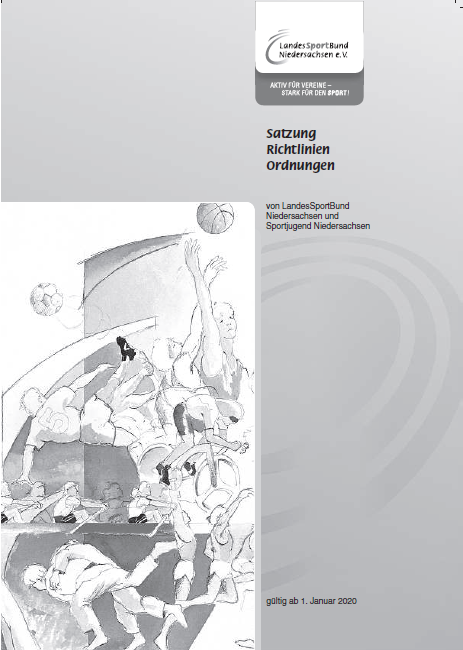 LandesSportBund
Niedersachsen e.V.
AKTIV FÜR VEREINE –
STARK FÜR DEN SPORT!
Satzung
Richtlinien
Ordnungen
von LandesSportBund
Niedersachsen und
Sportjugend Niedersachsen
gültig ab 1. Januar 2020